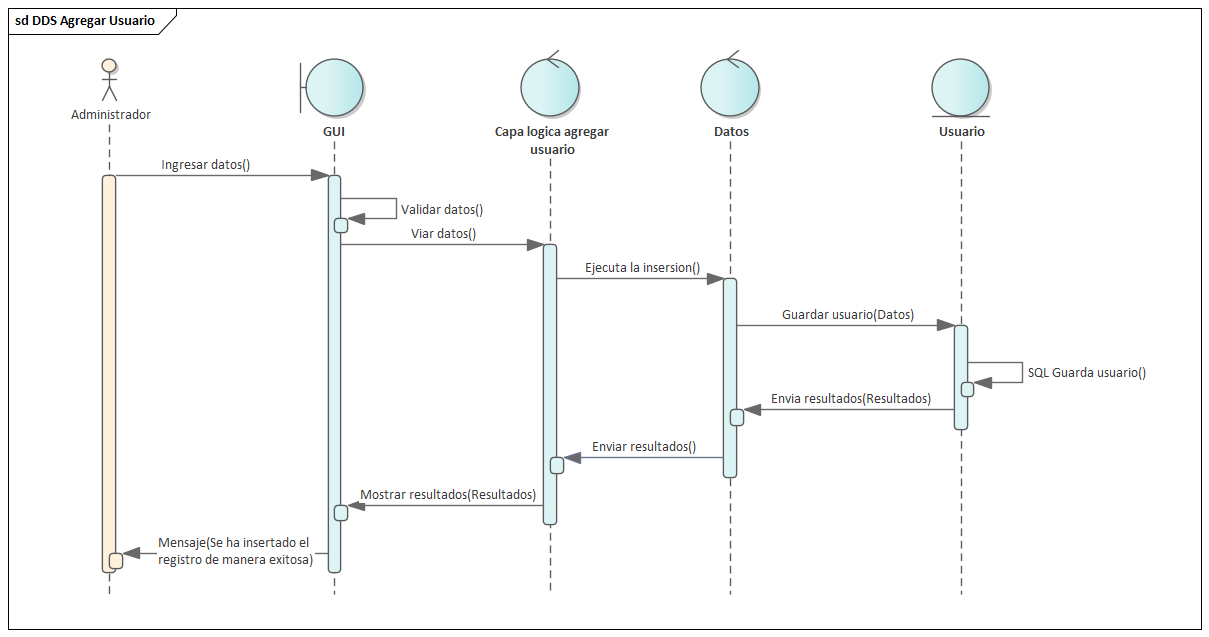 sd DDS Agregar Usuario
Administrador
GUI
Capa logica agregar
usuario
Datos
Usuario
Ingresar datos()
Validar datos()
Viar datos()
Ejecuta la insersion()
Guardar usuario(Datos)
SQL Guarda usuario()
Envia resultados(Resultados)
Enviar resultados()
Mostrar resultados(Resultados)
Mensaje(Se ha insertado el
registro de manera exitosa)